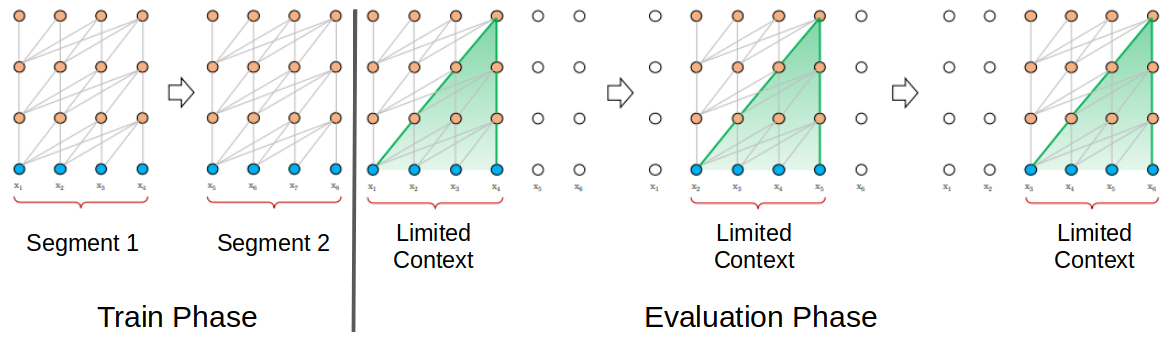 x₁ x₂ x₃ x₄ x₅ x₆ x₇ x₈ x₁ x₂ x₃ x₄ x₅ x₆ x₁ x₂ x₃ x₄ x₅ x₆ x₁ x₂ x₃ x₄ x₅ x₆
Segment 1
Segment 2
Limited
Context
Limited
Context
Limited
Context
Train Phase
Evaluation Phase